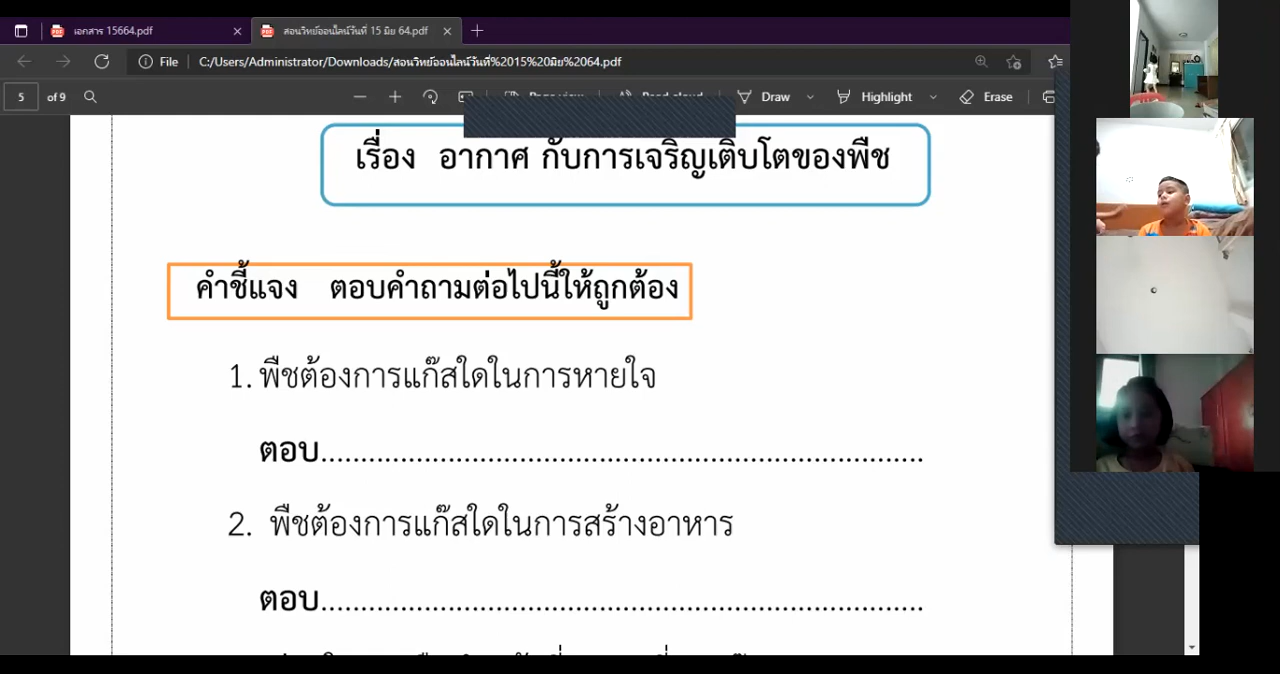 เอกสาร 15664.pdf
สอนวิทย์ออนไลน์วันที่ 15 มิย 64.pdf
File C:/Users/Administrator/Downloads/สอนวิทย์ออนไลน์วันที่%2015%20มิย%2064.pdf
5 of 9 Page view Read aloud Draw Highlight Erase
เรื่อง อากาศ กับการเจริญเติบโตของพืช
คำชี้แจง ตอบคำถามต่อไปนี้ให้ถูกต้อง
1. พืชต้องการแก๊สใดในการหายใจ
ตอบ......................................................................
2. พืชต้องการแก๊สใดในการสร้างอาหาร
ตอบ......................................................................